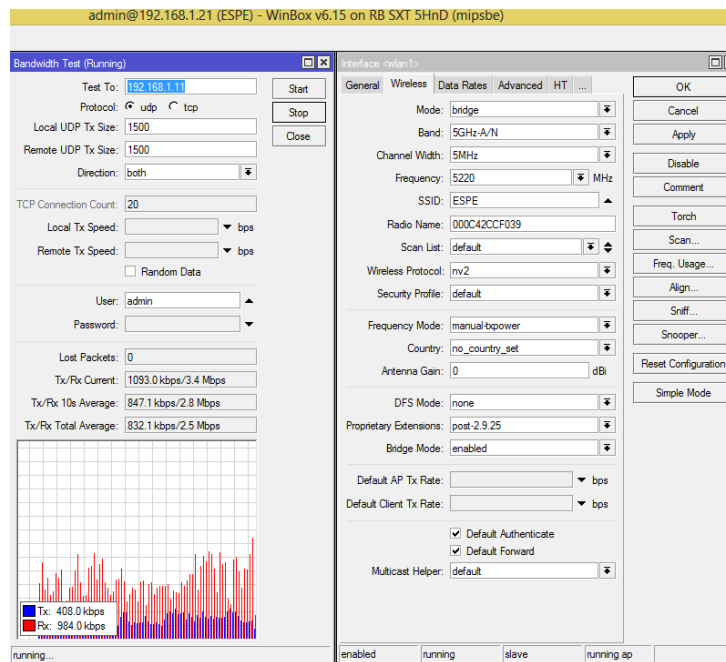 admin@192.168.1.21 (ESPE) - WinBox v6.15 on RB SXT 5HnD (mipsbe)
Bandwidth Test (Running)
Test To: 192.168.1.11
Protocol: udp tcp
Local UDP Tx Size: 1500
Remote UDP Tx Size: 1500
Direction: both
TCP Connection Count: 20
Local Tx Speed: bps
Remote Tx Speed: bps
Random Data
User: admin
Password:
Lost Packets: 0
Tx/Rx Current: 1093.0 kbps/3.4 Mbps
Tx/Rx 10s Average: 847.1 kbps/2.8 Mbps
Tx/Rx Total Average: 832.1 kbps/2.5 Mbps
Tx: 408.0 kbps
Rx: 984.0 kbps
running...
Start
Stop
Close
Interface <wlan1>
General Wireless Data Rates Advanced HT ...
Mode: bridge
Band: 5GHz-A/N
Channel Width: 5MHz
Frequency: 5220 MHz
SSID: ESPE
Radio Name: 000C42CCF039
Scan List: default
Wireless Protocol: nv2
Security Profile: default
Frequency Mode: manual-txpower
Country: no_country_set
Antenna Gain: 0 dBi
DFS Mode: none
Proprietary Extensions: post-2.9.25
Bridge Mode: enabled
Default AP Tx Rate: bps
Default Client Tx Rate: bps
Default Authenticate
Default Forward
Multicast Helper: default
enabled running slave running ap
OK
Cancel
Apply
Disable
Comment
Torch
Scan...
Freq. Usage...
Align...
Sniff...
Snooper...
Reset Configuration
Simple Mode